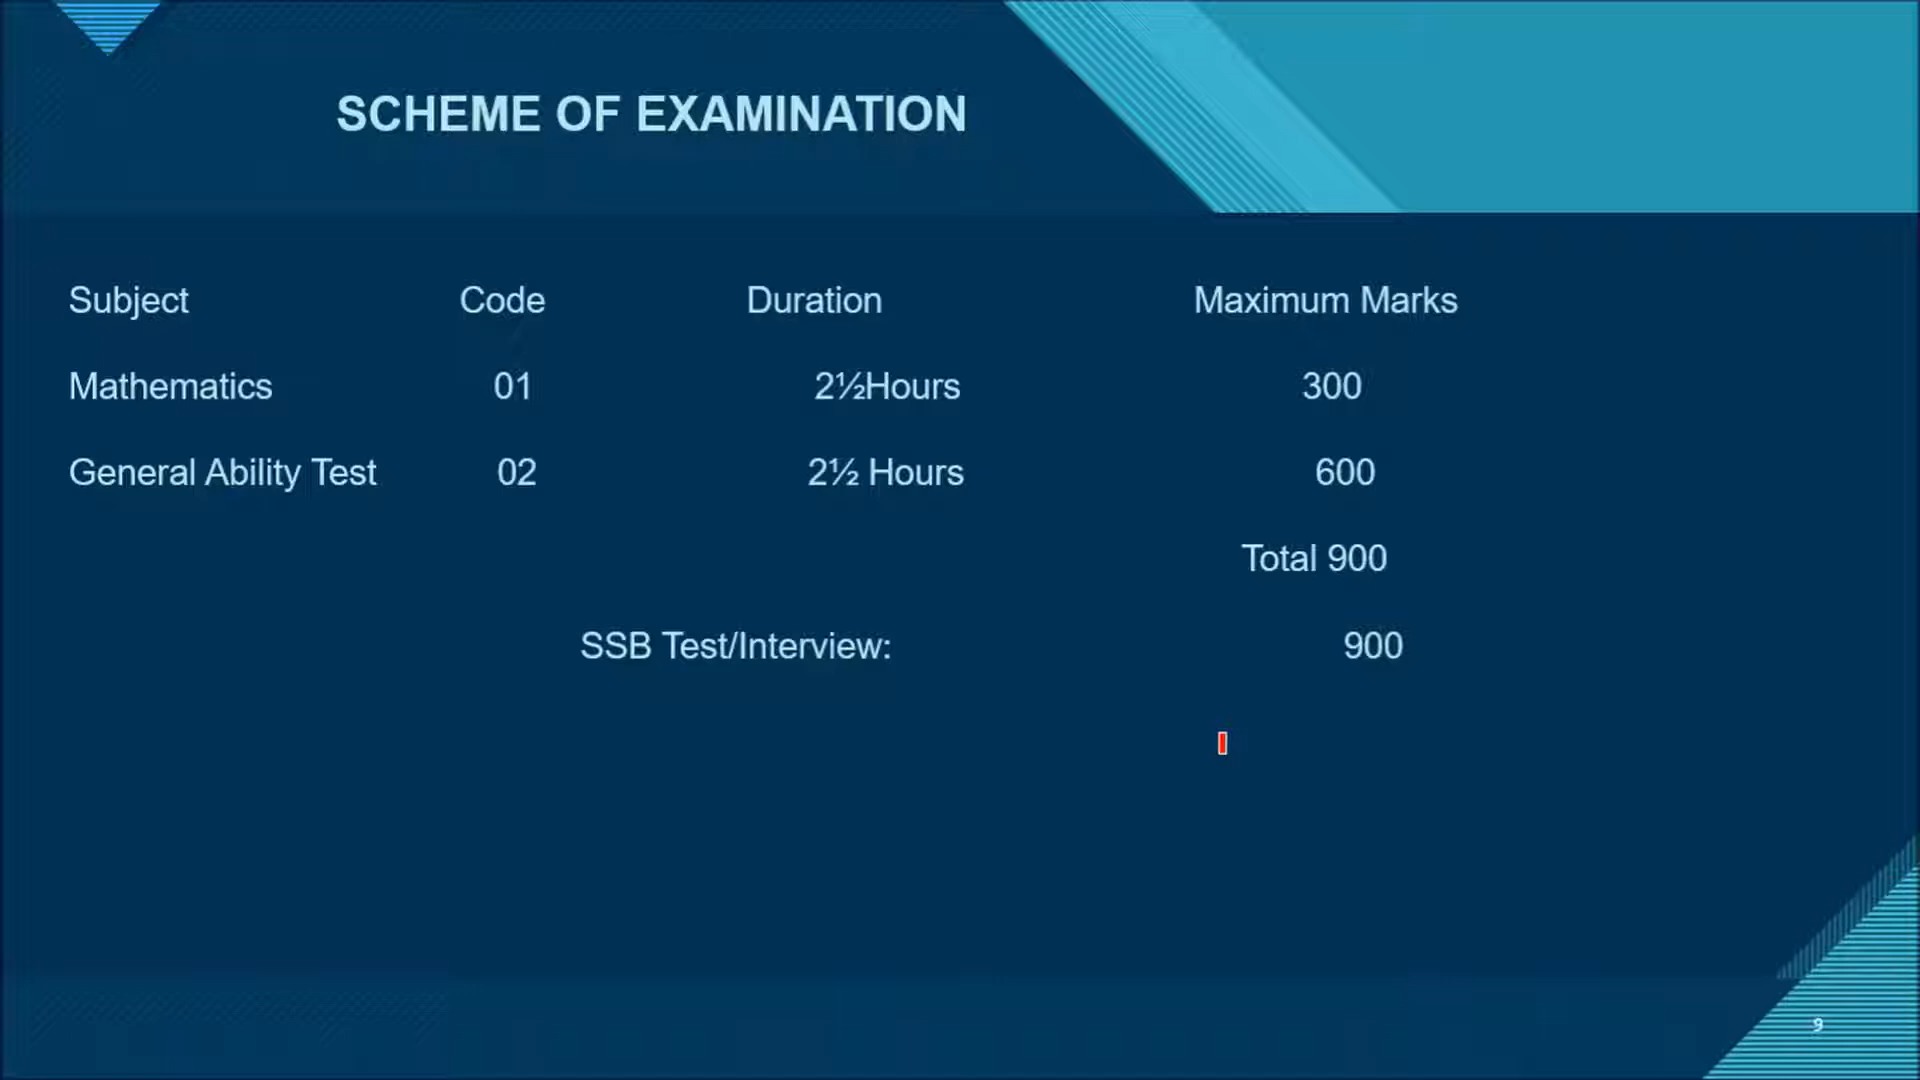 SCHEME OF EXAMINATION
Subject Code Duration Maximum Marks
Mathematics 01 2½Hours 300
General Ability Test 02 2½ Hours 600
Total 900
SSB Test/Interview: 900
9